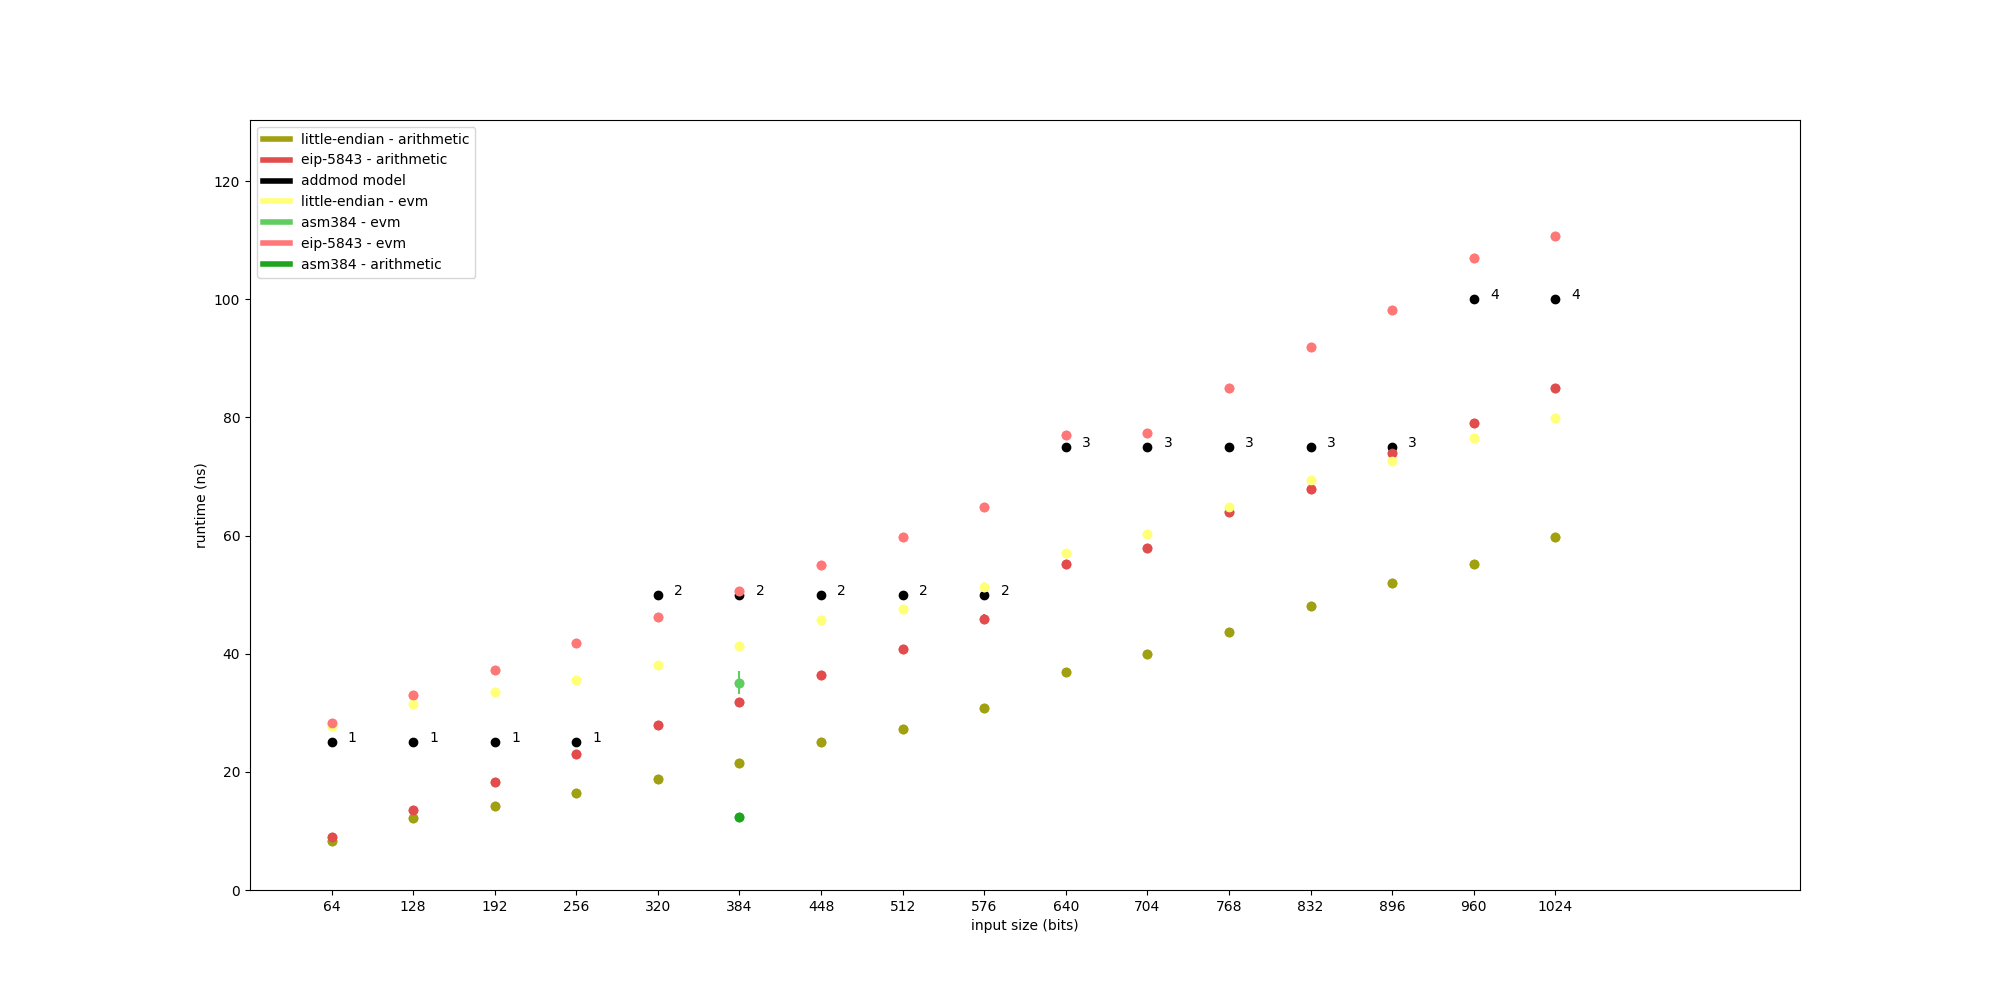 little-endian - arithmetic
eip-5843 - arithmetic
addmod model
little-endian - evm
asm384 - evm
eip-5843 - evm
asm384 - arithmetic
120
100
80
60
40
20
0
runtime (ns)
4 4
3 3 3 3 3
2 2 2 2 2
1 1 1 1
64 128 192 256 320 384 448 512 576 640 704 768 832 896 960 1024
input size (bits)